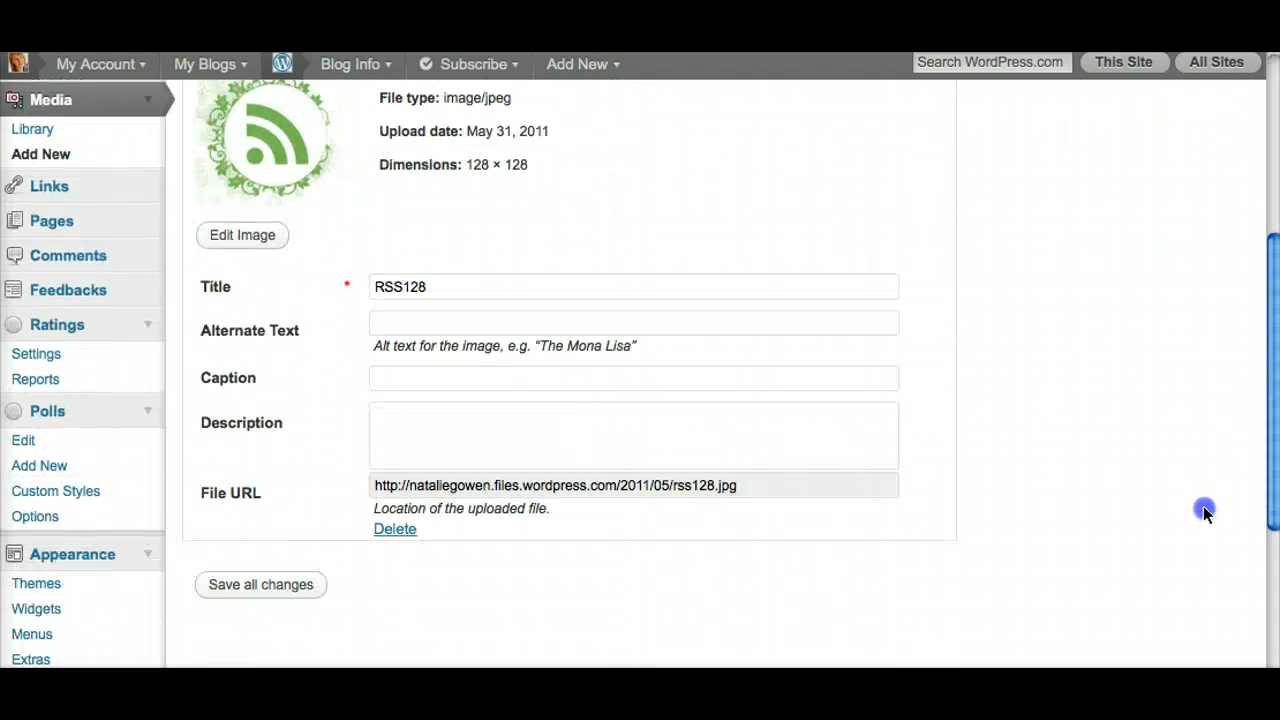 My Account
My Blogs
Blog Info
Subscribe
Add New
Search WordPress.com
This Site
All Sites
Media
Library
Add New
Links
Pages
Comments
Feedbacks
Ratings
Settings
Reports
Polls
Edit
Add New
Custom Styles
Options
Appearance
Themes
Widgets
Menus
Extras
File type: image/jpeg
Upload date: May 31, 2011
Dimensions: 128 × 128
Edit Image
Title * RSS128
Alternate Text
Alt text for the image, e.g. “The Mona Lisa”
Caption
Description
File URL http://nataliegowen.files.wordpress.com/2011/05/rss128.jpg
Location of the uploaded file.
Delete
Save all changes